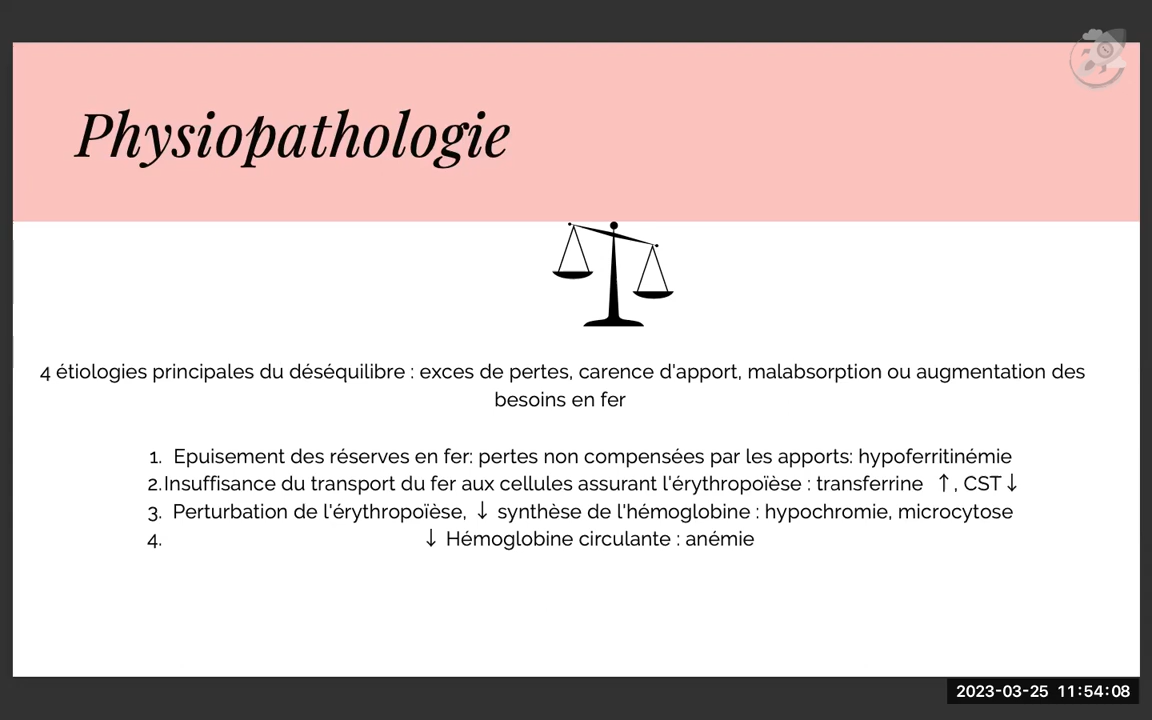 Physiopathologie
4 étiologies principales du déséquilibre : exces de pertes, carence d'apport, malabsorption ou augmentation des
besoins en fer
1. Epuisement des réserves en fer: pertes non compensées par les apports: hypoferritinémie
2. Insuffisance du transport du fer aux cellules assurant l'érythropoïèse : transferrine ↑, CST↓
3. Perturbation de l'érythropoïèse, ↓ synthèse de l'hémoglobine : hypochromie, microcytose
4. ↓ Hémoglobine circulante : anémie
2023-03-25 11:54:08